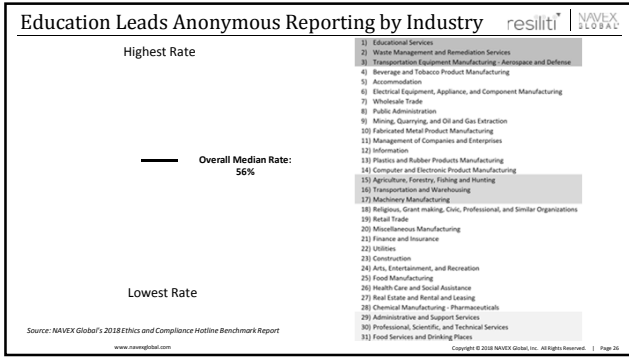 Education Leads Anonymous Reporting by Industry
resiliti
NAVEX
GLOBAL
Highest Rate
Overall Median Rate:
56%
Lowest Rate
1) Educational Services
2) Waste Management and Remediation Services
3) Transportation Equipment Manufacturing - Aerospace and Defense
4) Beverage and Tobacco Product Manufacturing
5) Accommodation
6) Electrical Equipment, Appliance, and Component Manufacturing
7) Wholesale Trade
8) Public Administration
9) Mining, Quarrying, and Oil and Gas Extraction
10) Fabricated Metal Product Manufacturing
11) Management of Companies and Enterprises
12) Information
13) Plastics and Rubber Products Manufacturing
14) Computer and Electronic Product Manufacturing
15) Agriculture, Forestry, Fishing and Hunting
16) Transportation and Warehousing
17) Machinery Manufacturing
18) Religious, Grant making, Civic, Professional, and Similar Organizations
19) Retail Trade
20) Miscellaneous Manufacturing
21) Finance and Insurance
22) Utilities
23) Construction
24) Arts, Entertainment, and Recreation
25) Food Manufacturing
26) Health Care and Social Assistance
27) Real Estate and Rental and Leasing
28) Chemical Manufacturing - Pharmaceuticals
29) Administrative and Support Services
30) Professional, Scientific, and Technical Services
31) Food Services and Drinking Places
Source: NAVEX Global's 2018 Ethics and Compliance Hotline Benchmark Report
www.navexglobal.com
Copyright © 2018 NAVEX Global, Inc. All Rights Reserved. | Page 26